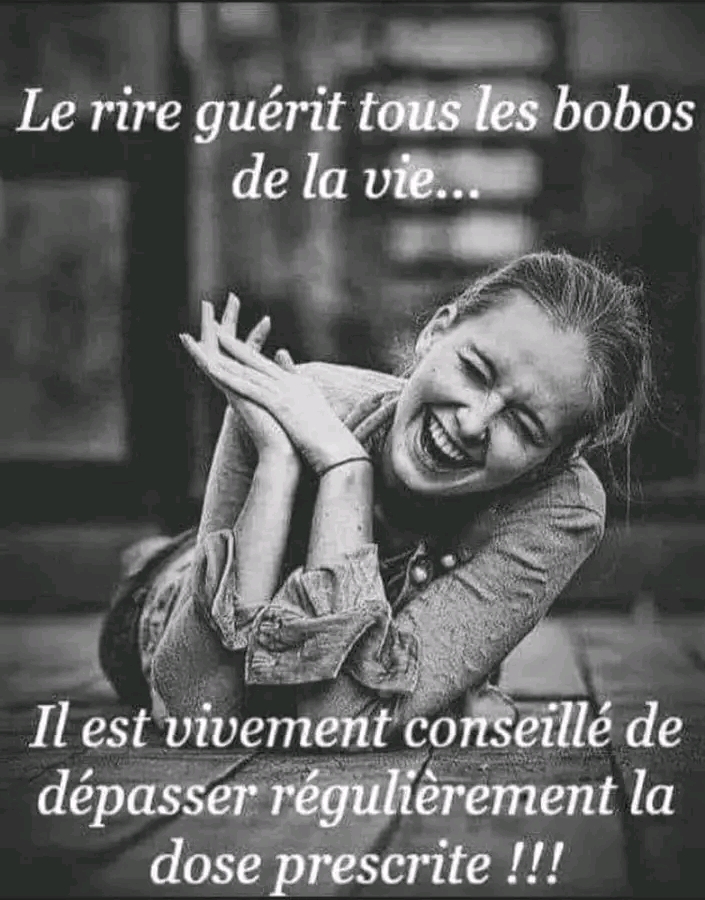 Le rire guérit tous les bobos
de la vie...
Il est vivement conseillé de
dépasser régulièrement la
dose prescrite !!!